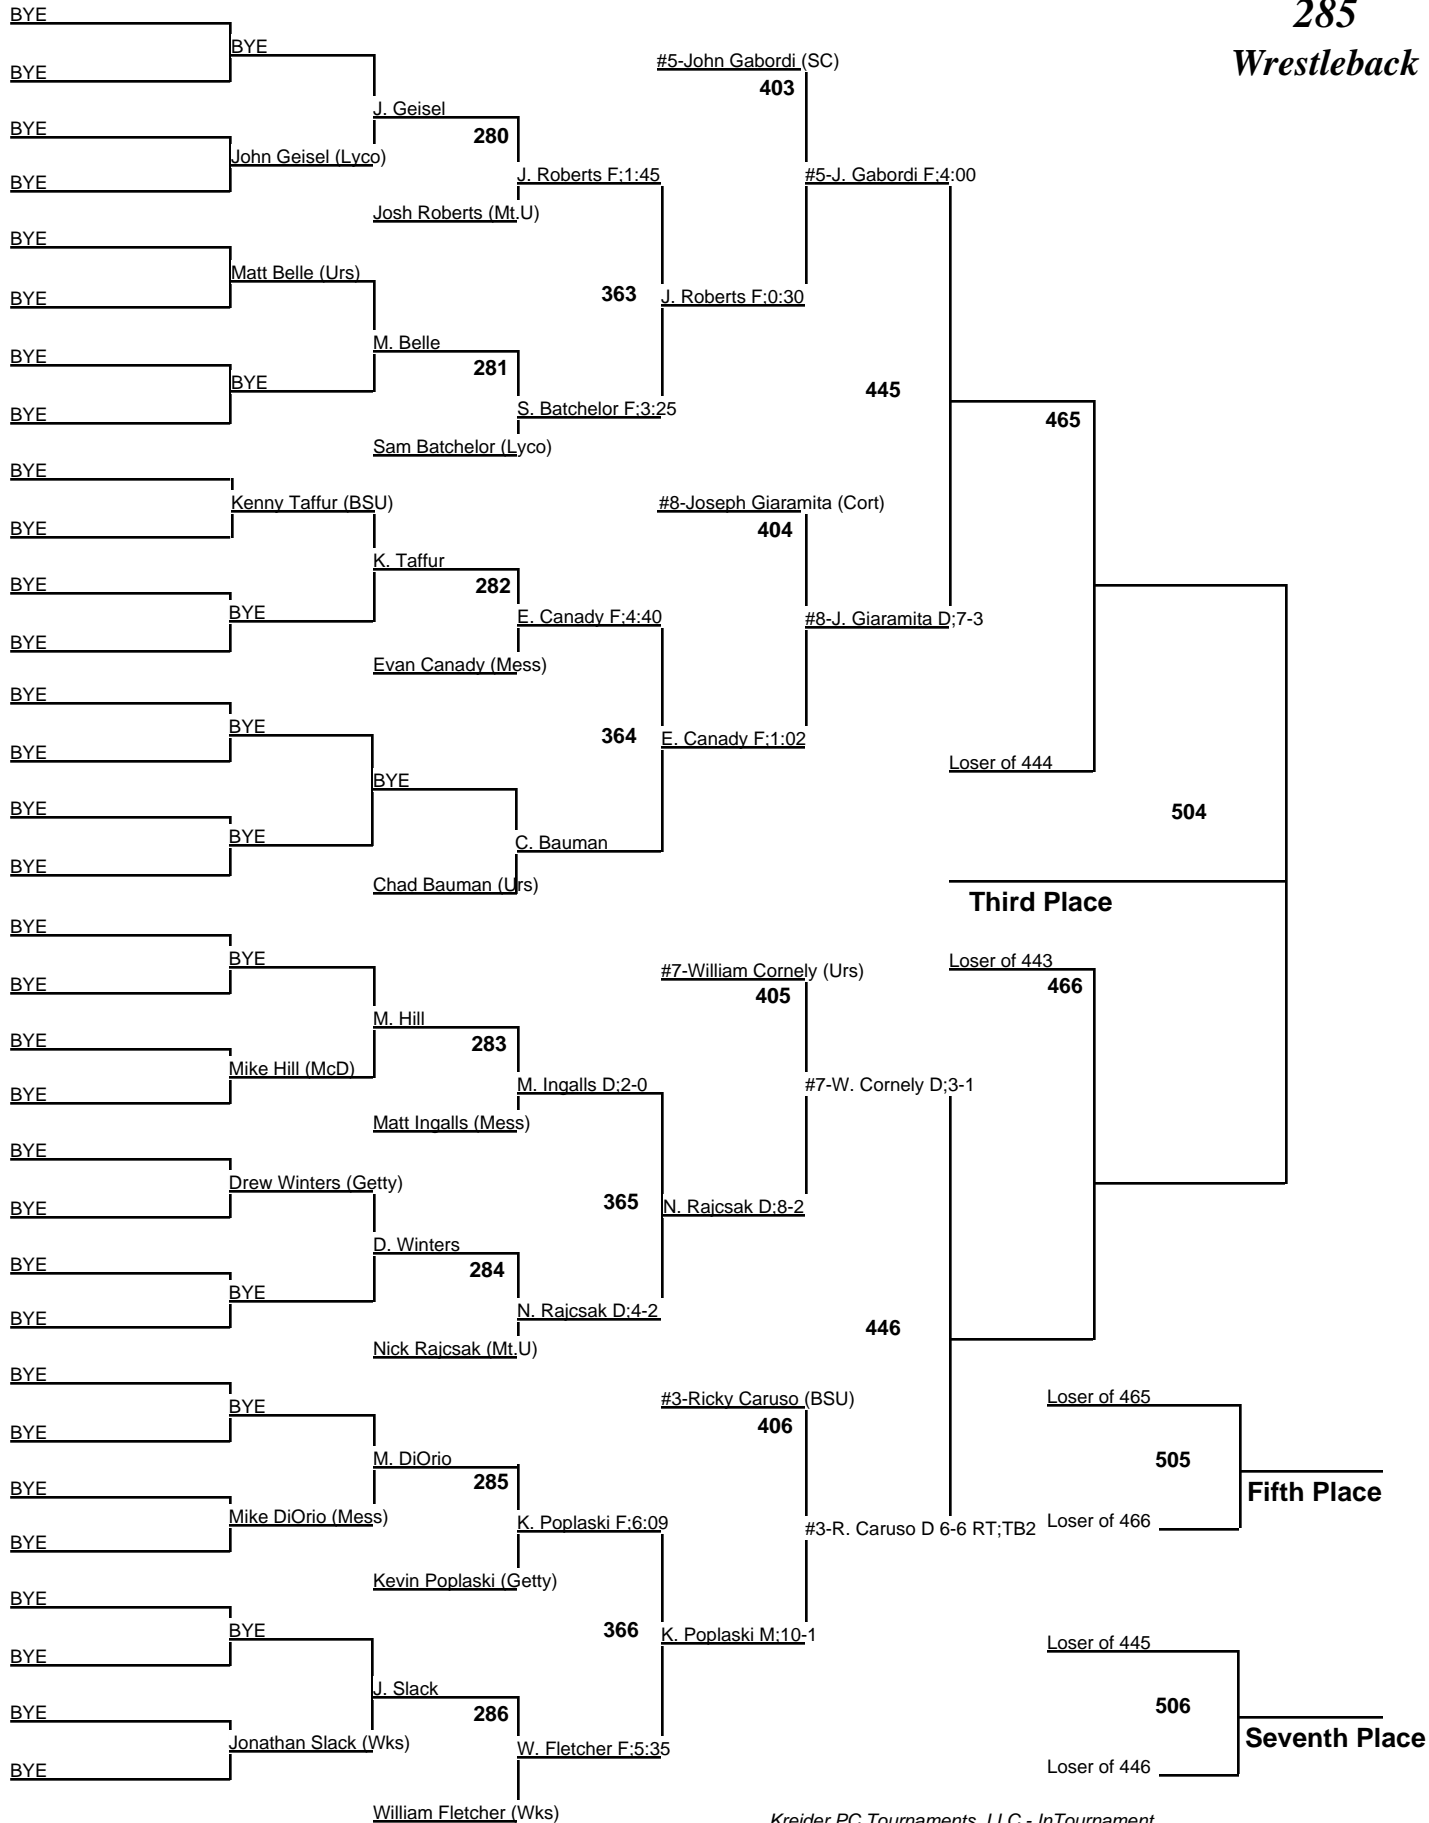 285
Wrestleback
BYE
BYE
BYE
#5-John Gabordi (SC)
403
BYE
J. Geisel
280
BYE
John Geisel (Lyco)
J. Roberts F;1:45
#5-J. Gabordi F;4:00
BYE
Josh Roberts (Mt.U)
BYE
Matt Belle (Urs)
363
J. Roberts F;0:30
BYE
M. Belle
281
BYE
BYE
445
S. Batchelor F;3:25
465
BYE
Sam Batchelor (Lyco)
BYE
Kenny Taffur (BSU)
#8-Joseph Giaramita (Cort)
404
BYE
K. Taffur
282
BYE
BYE
E. Canady F;4:40
#8-J. Giaramita D;7-3
BYE
Evan Canady (Mess)
BYE
BYE
364
E. Canady F;1:02
BYE
Loser of 444
BYE
BYE
504
BYE
C. Bauman
BYE
Chad Bauman (Urs)
Third Place
BYE
BYE
#7-William Cornely (Urs)
Loser of 443
BYE
405
466
M. Hill
283
BYE
Mike Hill (McD)
M. Ingalls D;2-0
#7-W. Cornely D;3-1
BYE
Matt Ingalls (Mess)
BYE
Drew Winters (Getty)
365
N. Rajcsak D;8-2
BYE
D. Winters
284
BYE
BYE
N. Rajcsak D;4-2
BYE
446
Nick Rajcsak (Mt.U)
BYE
BYE
#3-Ricky Caruso (BSU)
Loser of 465
406
BYE
M. DiOrio
285
505
BYE
Fifth Place
Mike DiOrio (Mess)
K. Poplaski F;6:09
#3-R. Caruso D 6-6 RT;TB2
Loser of 466
BYE
Kevin Poplaski (Getty)
BYE
BYE
366
K. Poplaski M;10-1
Loser of 445
BYE
J. Slack
286
506
BYE
Jonathan Slack (Wks)
W. Fletcher F;5:35
Seventh Place
BYE
Loser of 446
William Fletcher (Wks)
Kreider PC Tournaments, LLC - InTournament